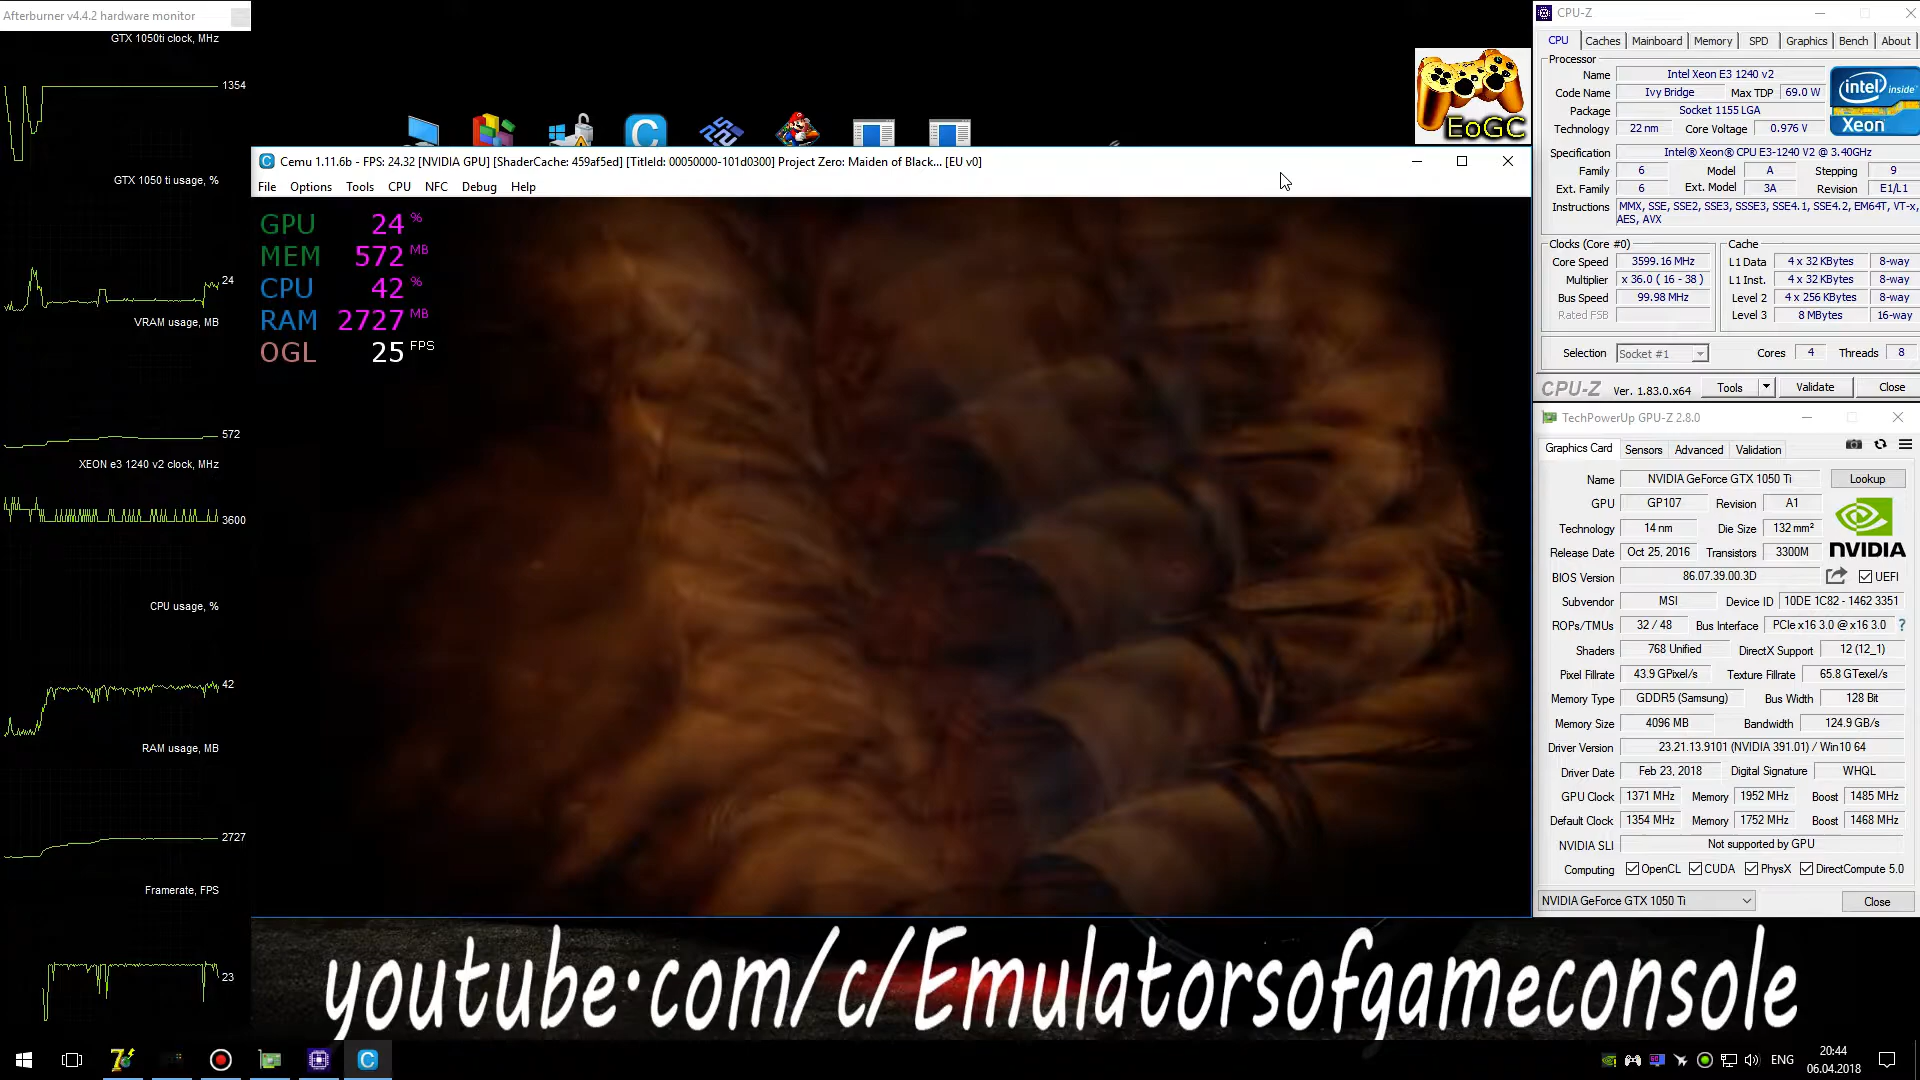 Afterburner v4.4.2 hardware monitor
GTX 1050ti clock, MHz
1354
GTX 1050 ti usage, %
24
VRAM usage, MB
572
XEON e3 1240 v2 clock, MHz
3600
CPU usage, %
42
RAM usage, MB
2727
Framerate, FPS
23
EoGC
Cemu 1.11.6b - FPS: 24.32 [NVIDIA GPU] [ShaderCache: 459af5ed] [TitleId: 00050000-101d0300] Project Zero: Maiden of Black... [EU v0]
File Options Tools CPU NFC Debug Help
GPU 24 %
MEM 572 MB
CPU 42 %
RAM 2727 MB
OGL 25 FPS
CPU-Z
CPU Caches Mainboard Memory SPD Graphics Bench About
Processor
Name Intel Xeon E3 1240 v2
Code Name Ivy Bridge Max TDP 69.0 W
Package Socket 1155 LGA
Technology 22 nm Core Voltage 0.976 V
intel inside™
Xeon
Specification Intel® Xeon® CPU E3-1240 V2 @ 3.40GHz
Family 6 Model A Stepping 9
Ext. Family 6 Ext. Model 3A Revision E1/L1
Instructions MMX, SSE, SSE2, SSE3, SSSE3, SSE4.1, SSE4.2, EM64T, VT-x,
AES, AVX
Clocks (Core #0) Cache
Core Speed 3599.16 MHz L1 Data 4 x 32 KBytes 8-way
Multiplier x 36.0 ( 16 - 38 ) L1 Inst. 4 x 32 KBytes 8-way
Bus Speed 99.98 MHz Level 2 4 x 256 KBytes 8-way
Rated FSB Level 3 8 MBytes 16-way
Selection Socket #1 Cores 4 Threads 8
CPU-Z Ver. 1.83.0.x64 Tools Validate Close
TechPowerUp GPU-Z 2.8.0
Graphics Card Sensors Advanced Validation
Name NVIDIA GeForce GTX 1050 Ti Lookup
GPU GP107 Revision A1
Technology 14 nm Die Size 132 mm²
Release Date Oct 25, 2016 Transistors 3300M
NVIDIA
BIOS Version 86.07.39.00.3D UEFI
Subvendor MSI Device ID 10DE 1C82 - 1462 3351
ROPs/TMUs 32 / 48 Bus Interface PCIe x16 3.0 @ x16 3.0 ?
Shaders 768 Unified DirectX Support 12 (12_1)
Pixel Fillrate 43.9 GPixel/s Texture Fillrate 65.8 GTexel/s
Memory Type GDDR5 (Samsung) Bus Width 128 Bit
Memory Size 4096 MB Bandwidth 124.9 GB/s
Driver Version 23.21.13.9101 (NVIDIA 391.01) / Win10 64
Driver Date Feb 23, 2018 Digital Signature WHQL
GPU Clock 1371 MHz Memory 1952 MHz Boost 1485 MHz
Default Clock 1354 MHz Memory 1752 MHz Boost 1468 MHz
NVIDIA SLI Not supported by GPU
Computing OpenCL CUDA PhysX DirectCompute 5.0
NVIDIA GeForce GTX 1050 Ti Close
youtube.com/c/Emulatorsofgameconsole
ENG 20:44
06.04.2018